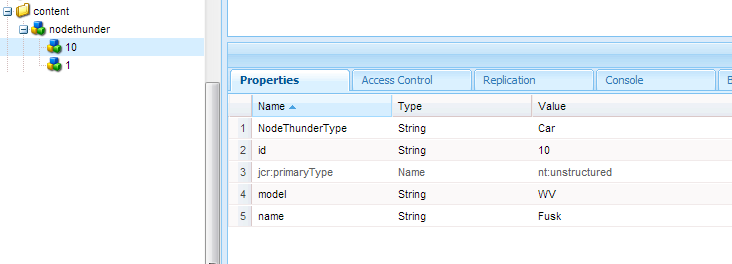 content
nodethunder
10
1
Properties Access Control Replication Console E
Name Type Value
1 NodeThunderType String Car
2 id String 10
3 jcr:primaryType Name nt:unstructured
4 model String WV
5 name String Fusk